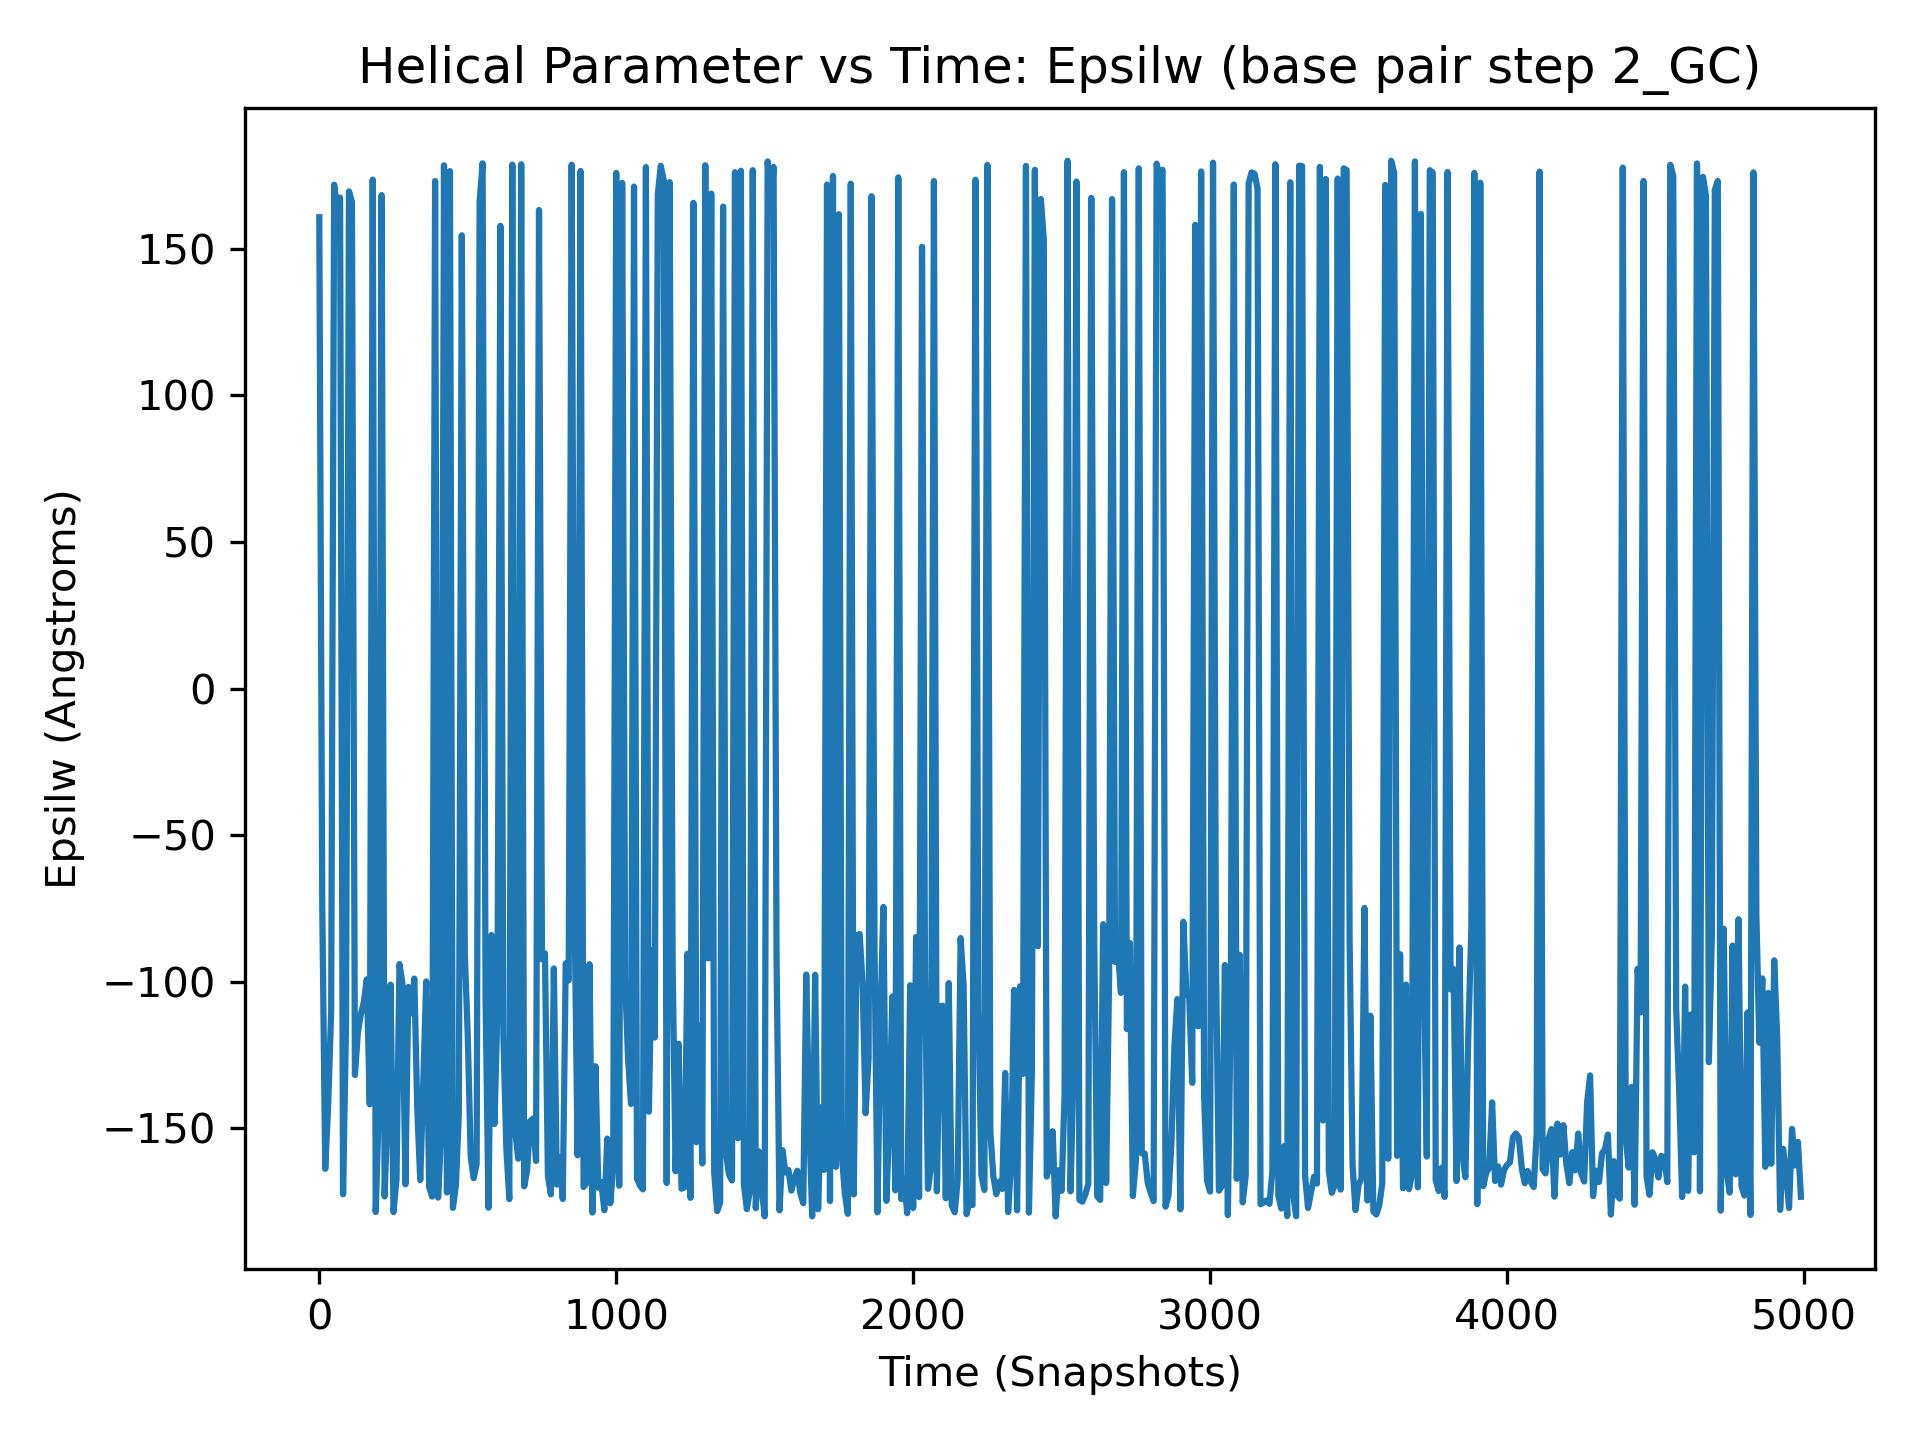 Helical Parameter vs Time: Epsilw (base pair step 2_GC)
Epsilw (Angstroms)
150
100
50
0
−50
−100
−150
0 1000 2000 3000 4000 5000
Time (Snapshots)